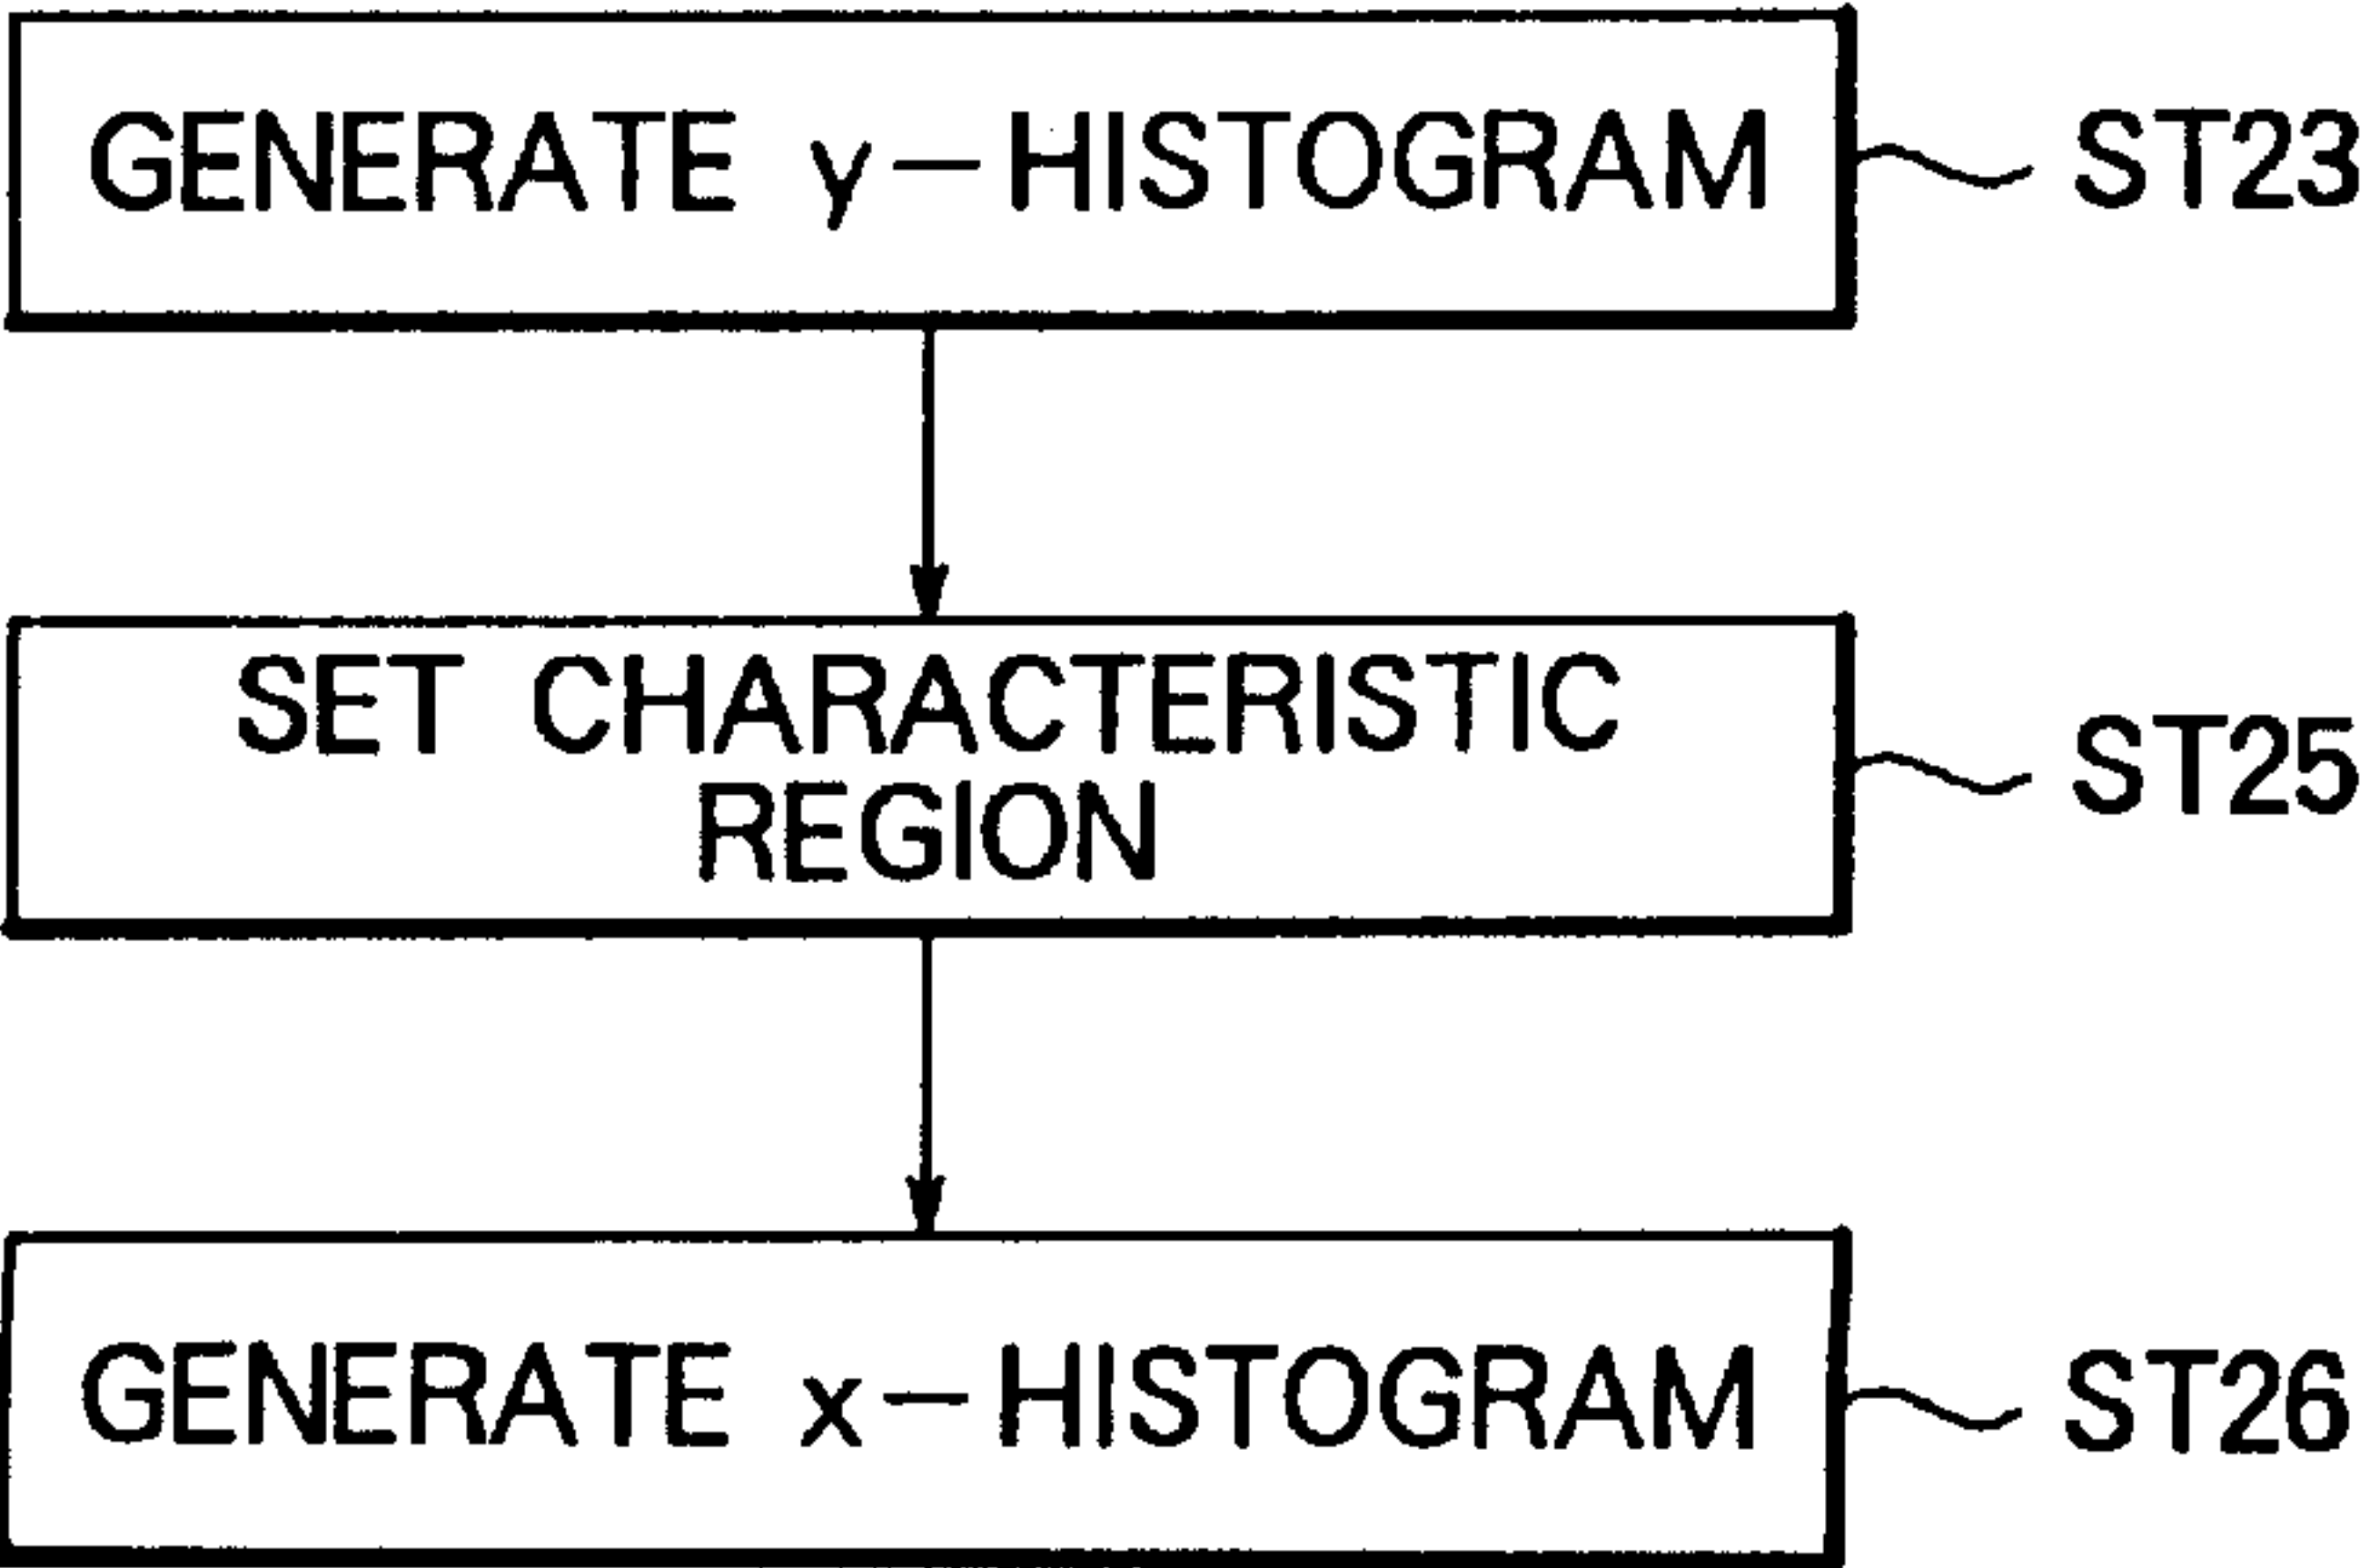 GENERATE y-HISTOGRAM ST23
SET CHARACTERISTIC
REGION
ST25
GENERATE x-HISTOGRAM ST26